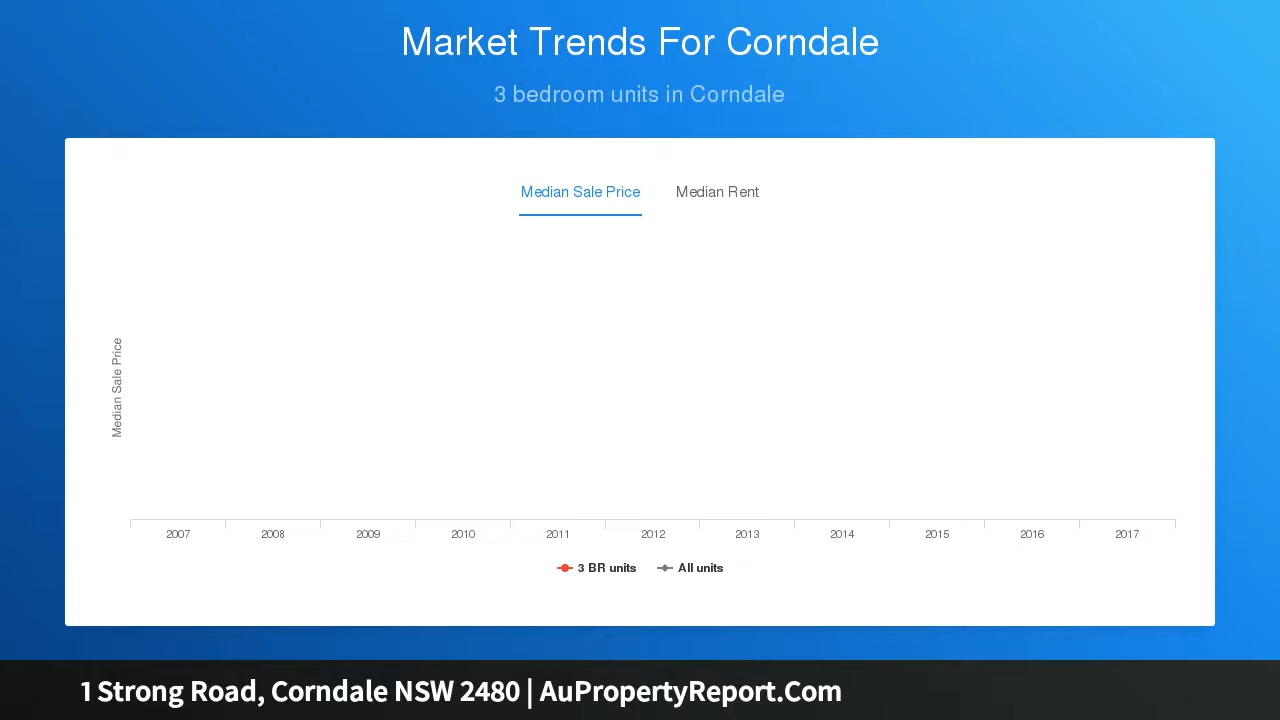 Market Trends For Corndale
3 bedroom units in Corndale
Median Sale Price Median Rent
Median Sale Price
2007 2008 2009 2010 2011 2012 2013 2014 2015 2016 2017
3 BR units All units
1 Strong Road, Corndale NSW 2480 | AuPropertyReport.Com